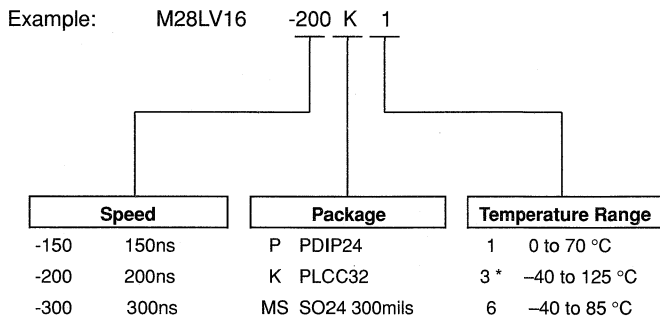 Example: M28LV16 -200 K 1
Speed Package Temperature Range
-150 150ns P PDIP24 1 0 to 70 °C
-200 200ns K PLCC32 3 * –40 to 125 °C
-300 300ns MS SO24 300mils 6 –40 to 85 °C